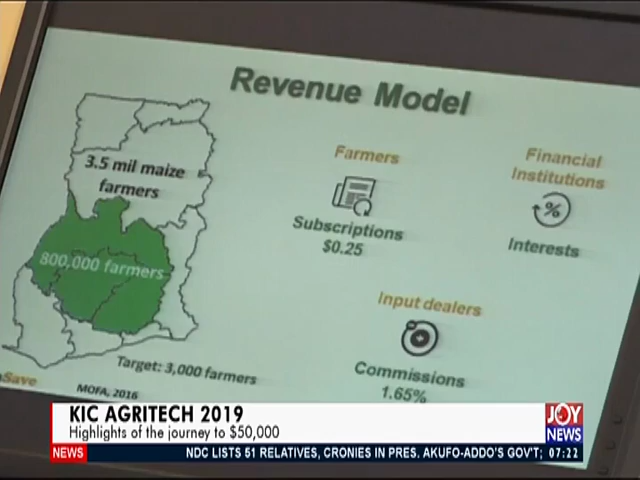 Revenue Model
3.5 mil maize
farmers
800,000 farmers
Target: 3,000 farmers
Save
MOFA, 2016
Farmers
Subscriptions
$0.25
Financial
Institutions
%
Interests
Input dealers
Commissions
1.65%
KIC AGRITECH 2019
Highlights of the journey to $50,000
JOY
NEWS
NEWS
NDC LISTS 51 RELATIVES, CRONIES IN PRES. AKUFO-ADDO'S GOV'T;
07:22